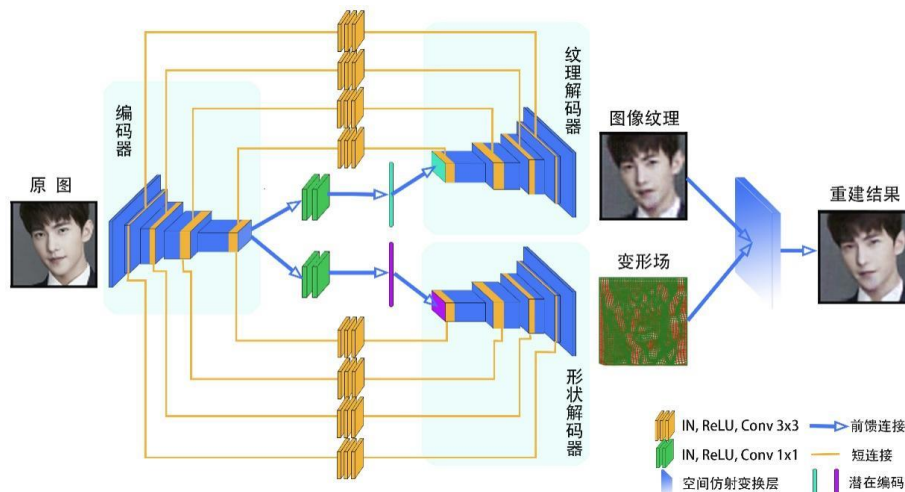 原 图
编码器
纹理解码器
形状解码器
图像纹理
变形场
重建结果
IN, ReLU, Conv 3x3
前馈连接
IN, ReLU, Conv 1x1
短连接
空间仿射变换层
潜在编码